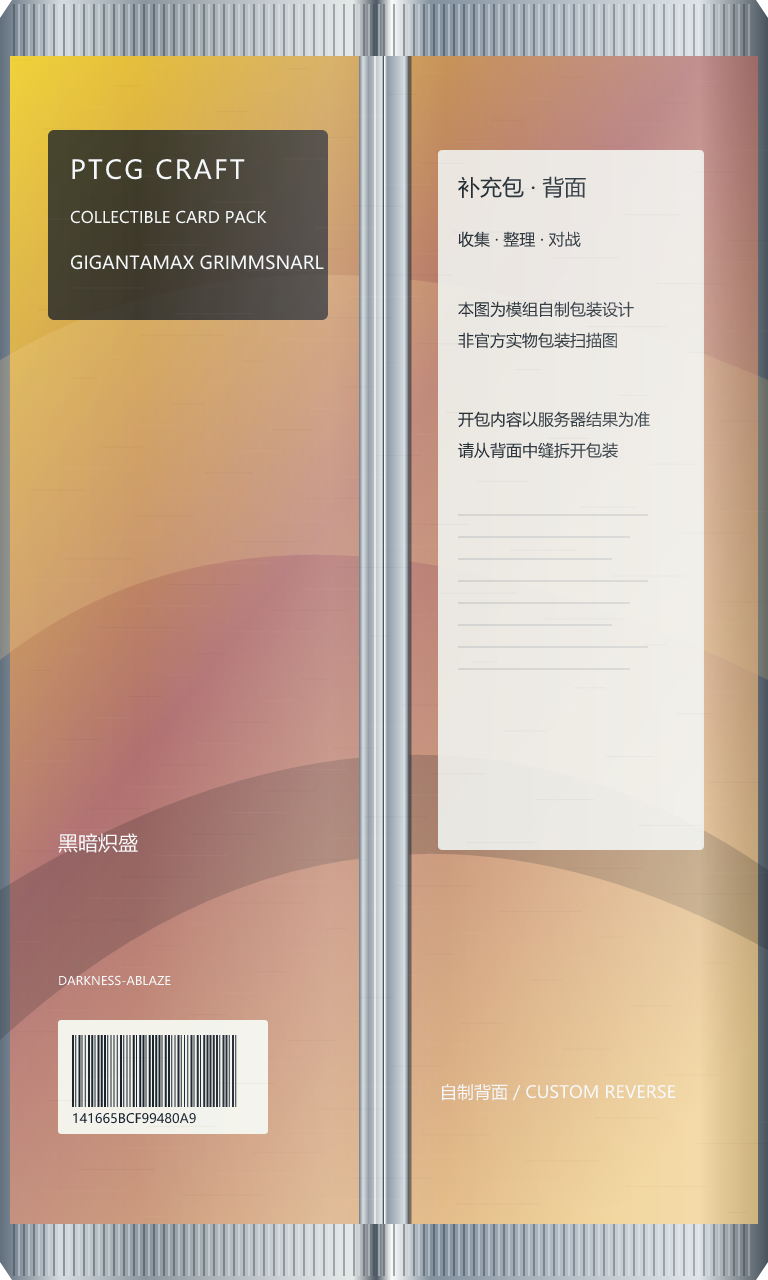 PTCG CRAFT
COLLECTIBLE CARD PACK
GIGANTAMAX GRIMMSNARL
黑暗炽盛
DARKNESS-ABLAZE
141665BCF99480A9
补充包 · 背面
收集 · 整理 · 对战
本图为模组自制包装设计
非官方实物包装扫描图
开包内容以服务器结果为准
请从背面中缝拆开包装
自制背面 / CUSTOM REVERSE